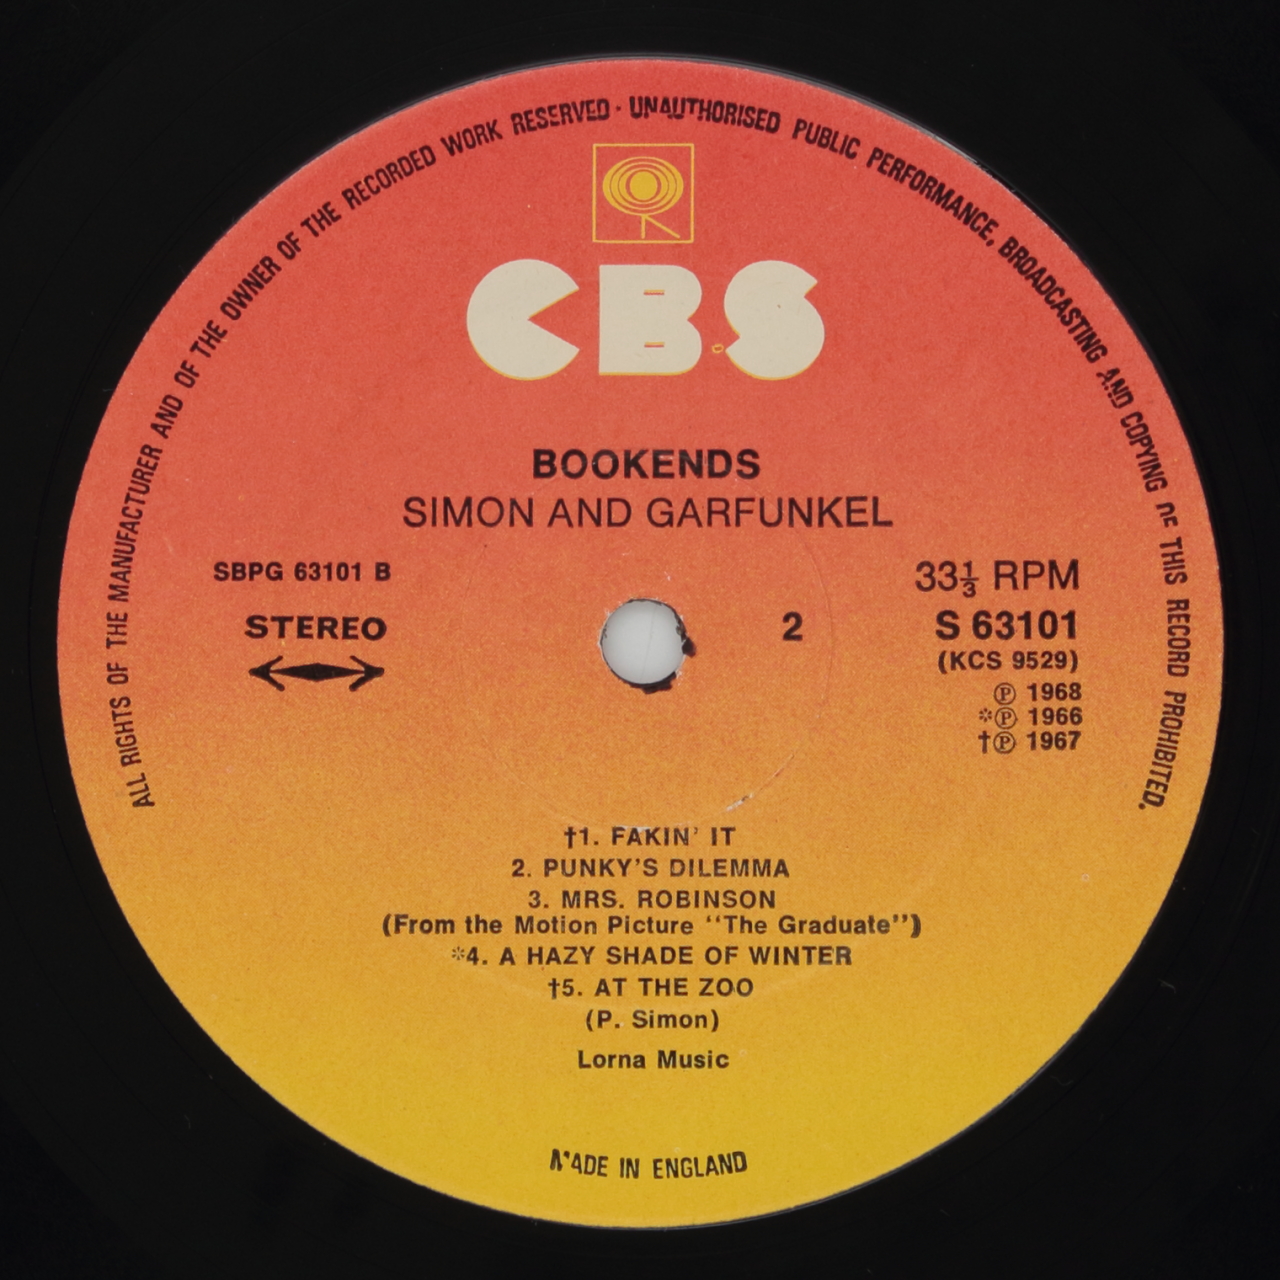 ALL RIGHTS OF THE MANUFACTURER AND OF THE OWNER OF THE RECORDED WORK RESERVED · UNAUTHORISED PUBLIC PERFORMANCE, BROADCASTING AND COPYING OF THIS RECORD PROHIBITED.
CBS
BOOKENDS
SIMON AND GARFUNKEL
SBPG 63101 B
STEREO
2
33⅓ RPM
S 63101
(KCS 9529)
Ⓟ 1968
*Ⓟ 1966
†Ⓟ 1967
†1. FAKIN' IT
2. PUNKY'S DILEMMA
3. MRS. ROBINSON
(From the Motion Picture "The Graduate")
*4. A HAZY SHADE OF WINTER
†5. AT THE ZOO
(P. Simon)
Lorna Music
MADE IN ENGLAND